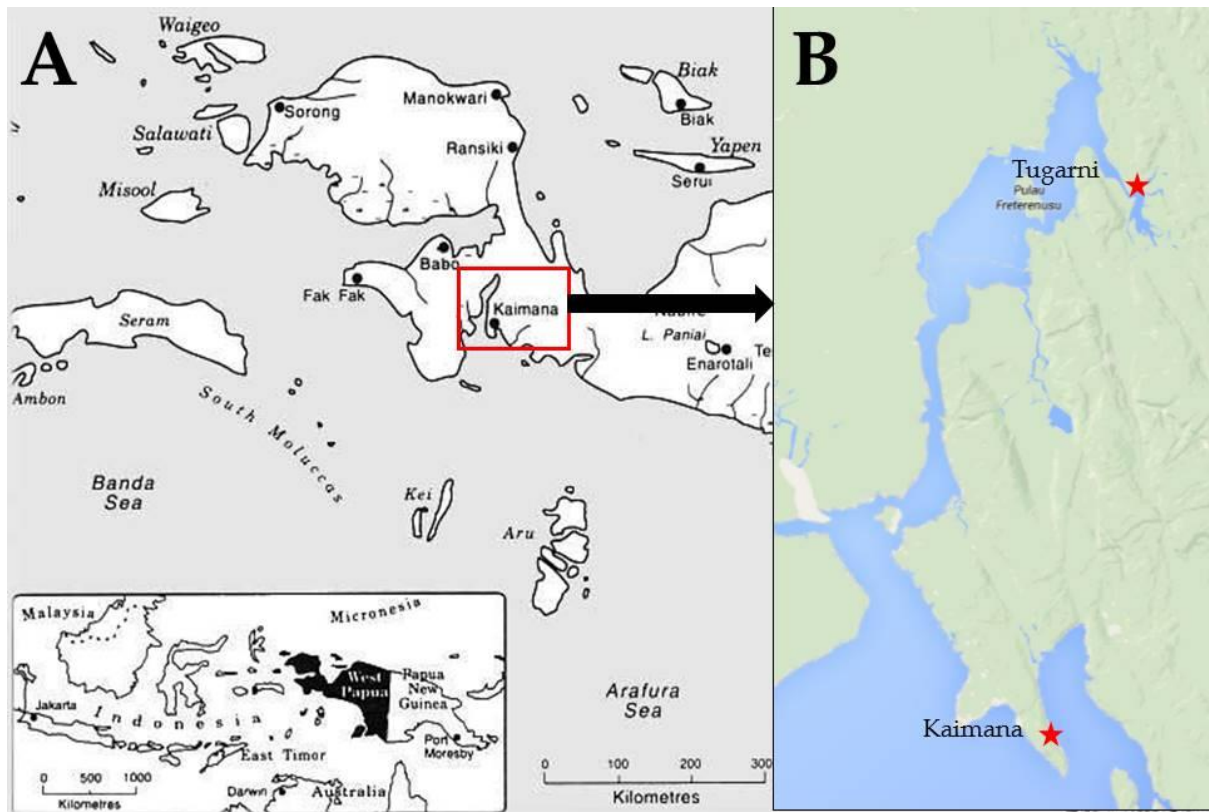 A
Waigeo
Sorong
Salawati
Misool
Manokwari
Ransiki
Biak
Biak
Yapen
Serui
Babo
Fak Fak
Kaimana
L. Paniai
Enarotali
Seram
Ambon
South Moluccas
Banda
Sea
Kei
Aru
Arafura
Sea
0 100 200 300
Kilometres
Malaysia
Micronesia
West
Papua
Papua
New
Guinea
Jakarta
Indonesia
Port
Moresby
East Timor
0 500 1000
Kilometres
Darwin
Australia
B
Tugarni
Pulau
Freterenusu
Kaimana